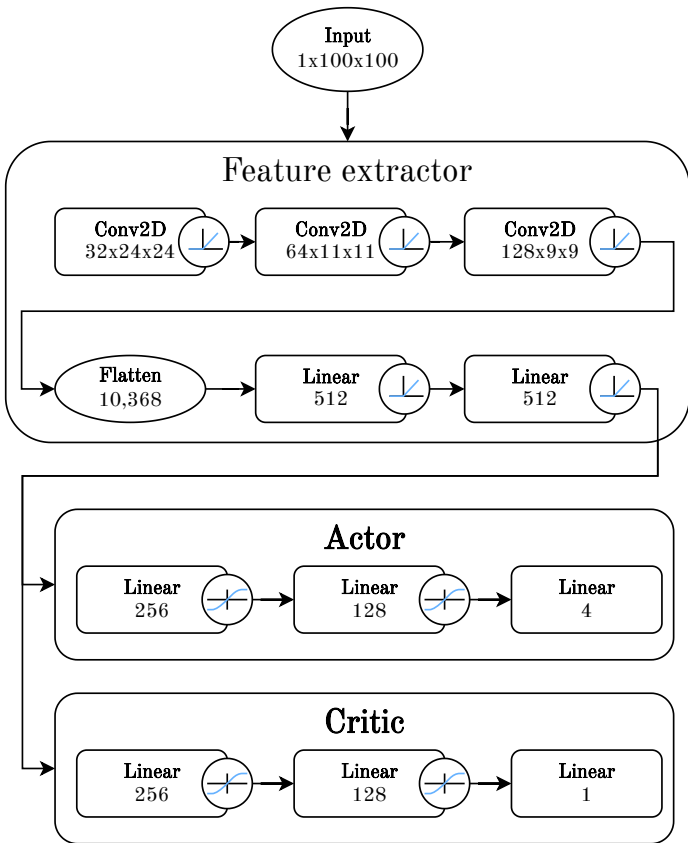 Input
1x100x100
Feature extractor
Conv2D
32x24x24
Conv2D
64x11x11
Conv2D
128x9x9
Flatten
10,368
Linear
512
Linear
512
Actor
Linear
256
Linear
128
Linear
4
Critic
Linear
256
Linear
128
Linear
1